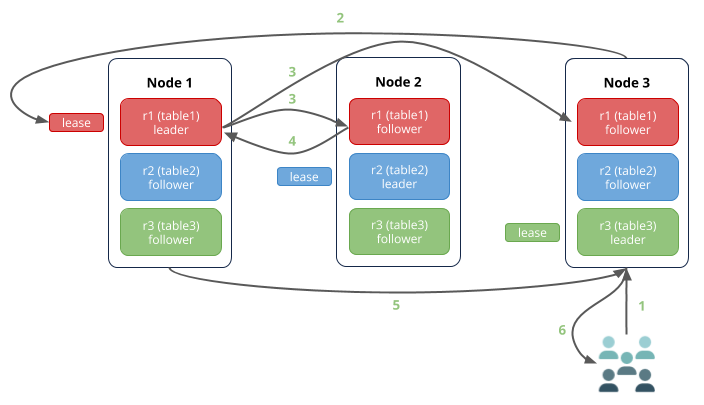 2
Node 1
Node 2
Node 3
3
3
4
lease
r1 (table1)
leader
r1 (table1)
follower
r1 (table1)
follower
r2 (table2)
follower
lease
r2 (table2)
leader
r2 (table2)
follower
r3 (table3)
follower
r3 (table3)
follower
lease
r3 (table3)
leader
5
1
6